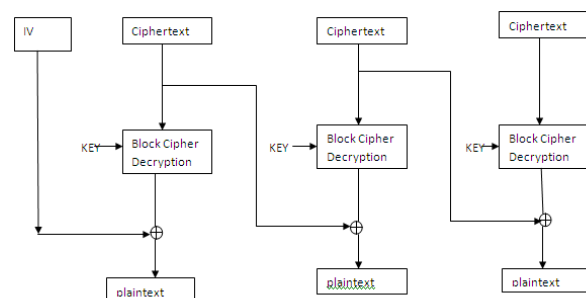 IV
Ciphertext
Ciphertext
Ciphertext
KEY
Block Cipher
Decryption
KEY
Block Cipher
Decryption
KEY
Block Cipher
Decryption
plaintext
plaintext
plaintext